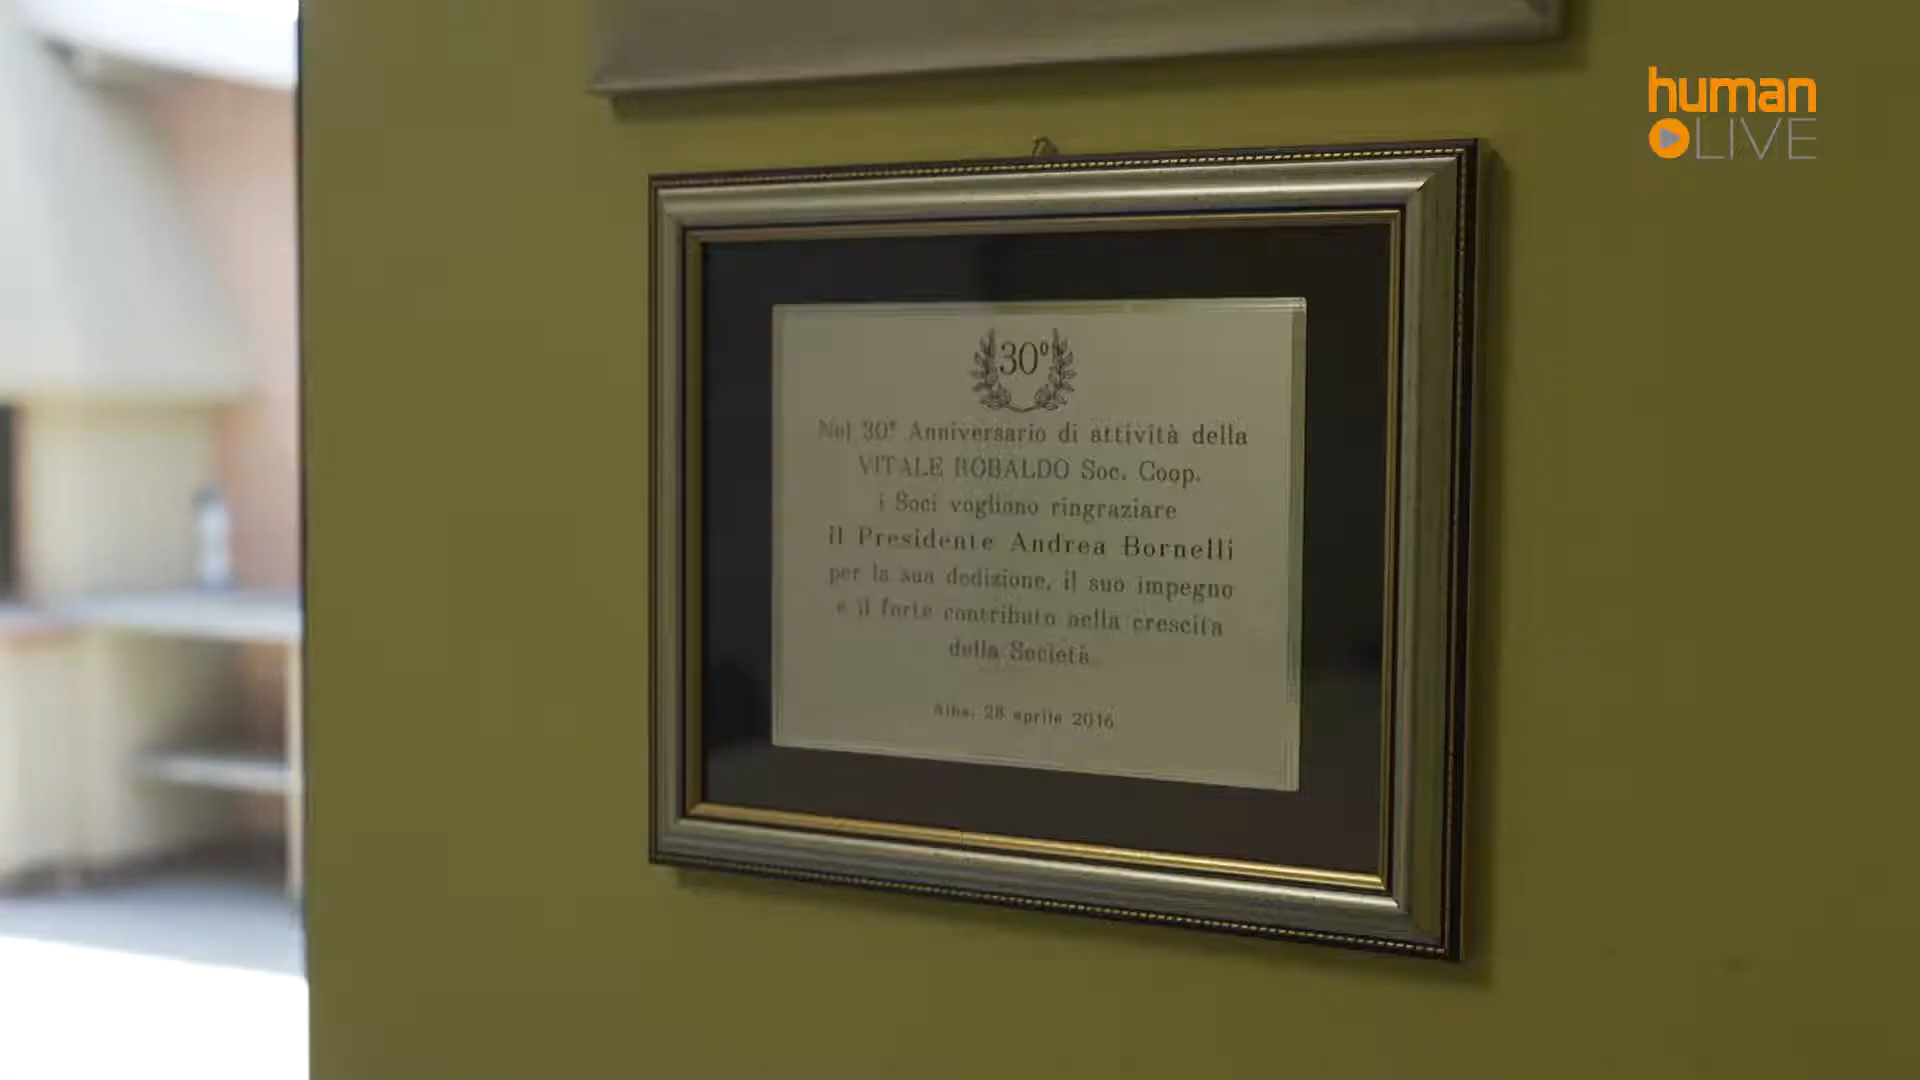 human
LIVE
30°
Nel 30° Anniversario di attività della
VITALE ROBALDO Soc. Coop.
i Soci vogliono ringraziare
il Presidente Andrea Bornelli
per la sua dedizione, il suo impegno
e il forte contributo nella crescita
della Società.
Alba, 28 aprile 2016